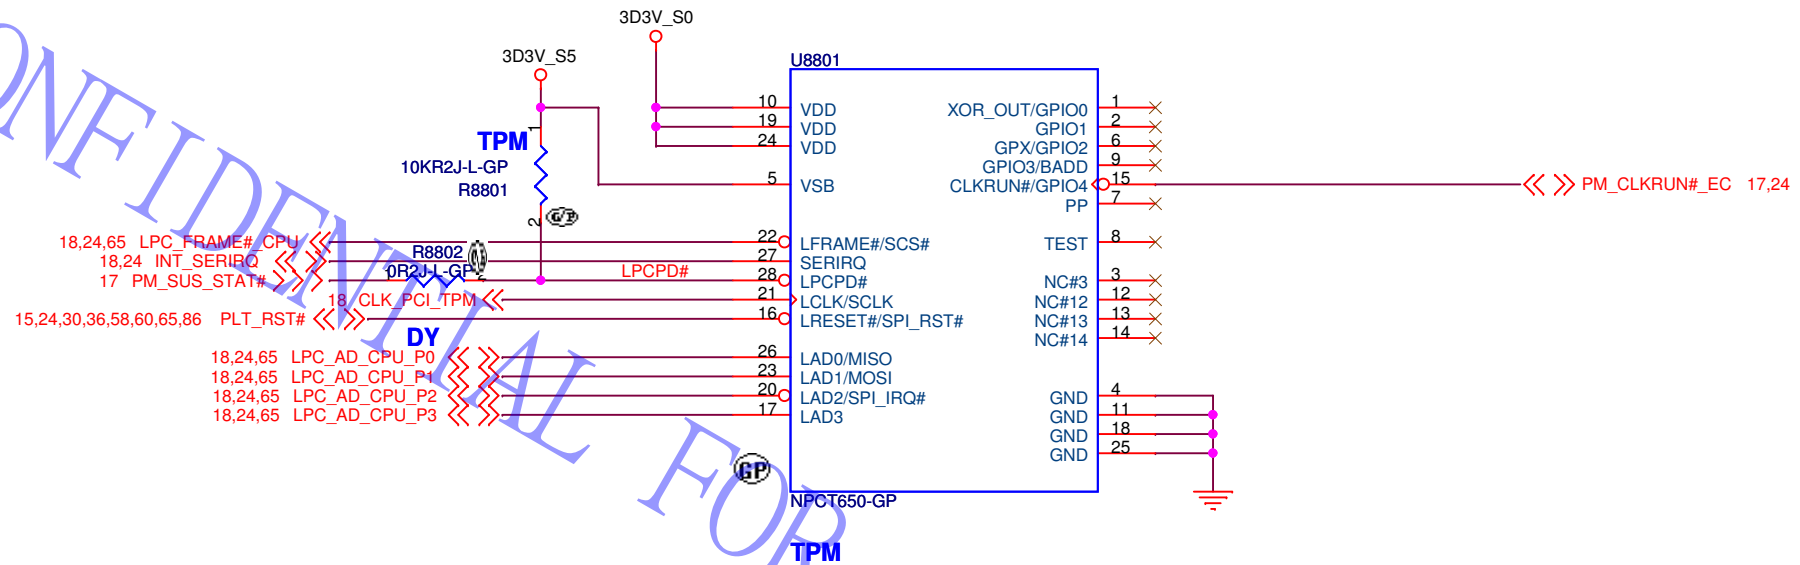 3D3V_S0
3D3V_S5
U8801
TPM
10KR2J-L-GP
R8801
1
2
G/P
10 VDD
19 VDD
24 VDD
5 VSB
XOR_OUT/GPIO0 1
GPIO1 2
GPX/GPIO2 6
GPIO3/BADD 9
CLKRUN#/GPIO4 15
PM_CLKRUN#_EC 17,24
PP 7
TEST 8
NC#3 3
NC#12 12
NC#13 13
NC#14 14
GND 4
GND 11
GND 18
GND 25
18,24,65 LPC_FRAME#_CPU
22 LFRAME#/SCS#
18,24 INT_SERIRQ
27 SERIRQ
R8802
0R2J-L-GP
17 PM_SUS_STAT#
LPCPD#
28 LPCPD#
18 CLK_PCI_TPM
21 LCLK/SCLK
15,24,30,36,58,60,65,86 PLT_RST#
16 LRESET#/SPI_RST#
DY
18,24,65 LPC_AD_CPU_P0
26 LAD0/MISO
18,24,65 LPC_AD_CPU_P1
23 LAD1/MOSI
18,24,65 LPC_AD_CPU_P2
20 LAD2/SPI_IRQ#
18,24,65 LPC_AD_CPU_P3
17 LAD3
GP
NPCT650-GP
TPM
ONFIDENTIAL FOR